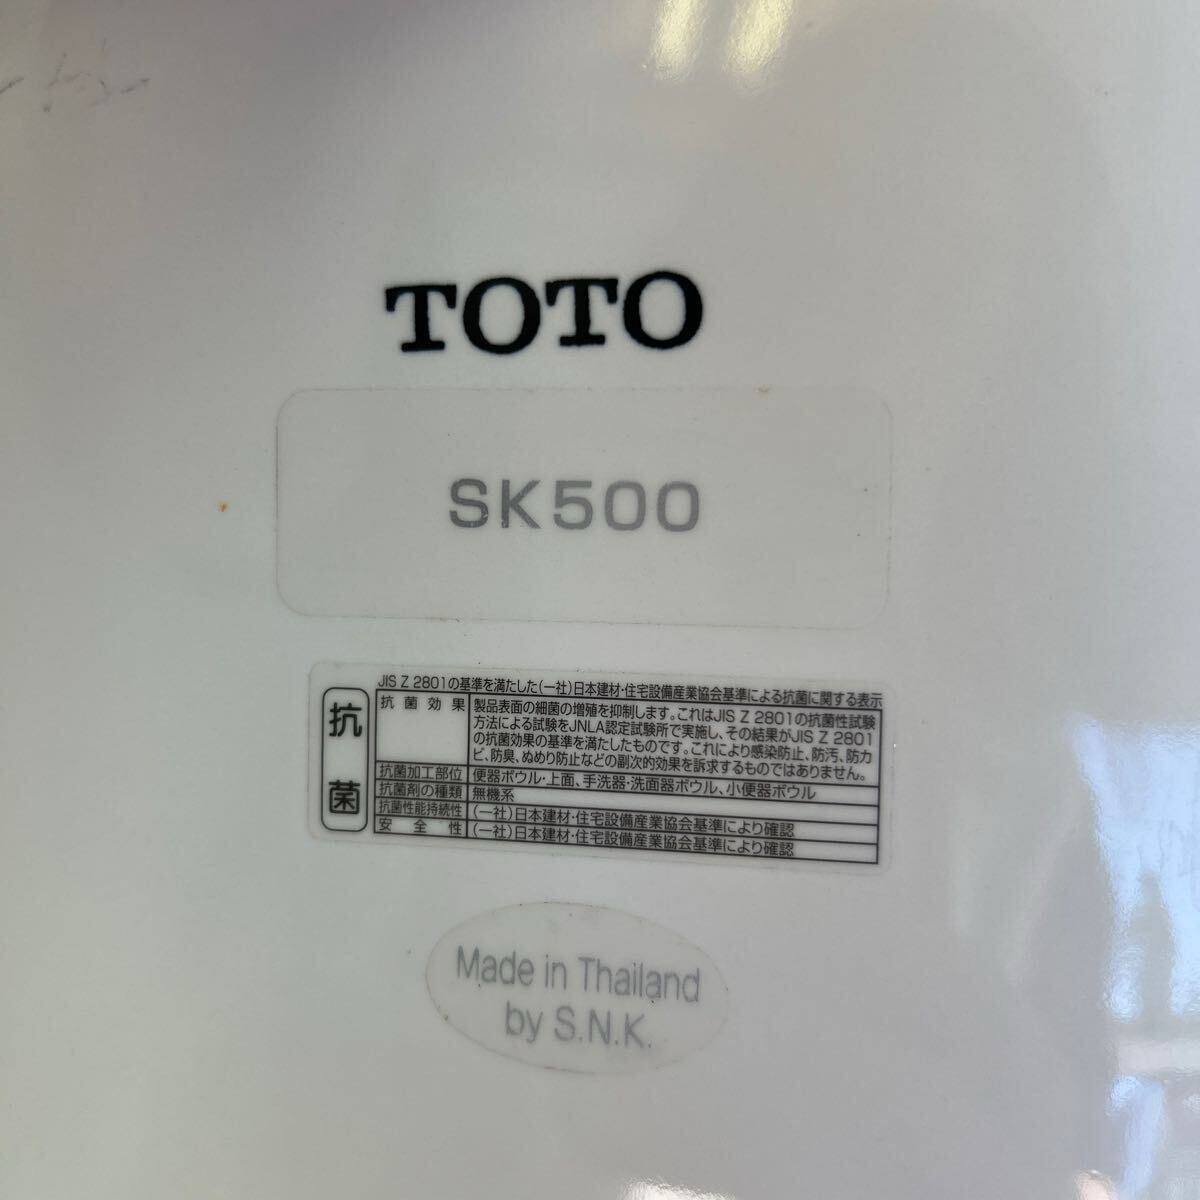 TOTO
SK500
抗菌
JIS Z 2801の基準を満たした(一社)日本建材・住宅設備産業協会基準による抗菌に関する表示
抗菌効果 製品表面の細菌の増殖を抑制します。これはJIS Z 2801の抗菌性試験
方法による試験をJNLA認定試験所で実施し、その結果がJIS Z 2801
の抗菌効果の基準を満たしたものです。これにより感染防止、防汚、防カ
ビ、防臭、ぬめり防止などの副次的効果を訴求するものではありません。
抗菌加工部位 便器ボウル・上面、手洗器・洗面器ボウル、小便器ボウル
抗菌剤の種類 無機系
抗菌性能持続性 (一社)日本建材・住宅設備産業協会基準により確認
安全性 (一社)日本建材・住宅設備産業協会基準により確認
Made in Thailand
by S.N.K.